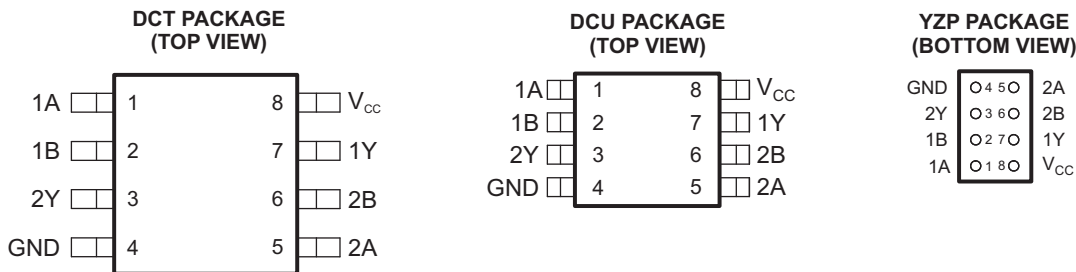 DCT PACKAGE
(TOP VIEW)
1A 1 8 VCC
1B 2 7 1Y
2Y 3 6 2B
GND 4 5 2A
DCU PACKAGE
(TOP VIEW)
1A 1 8 VCC
1B 2 7 1Y
2Y 3 6 2B
GND 4 5 2A
YZP PACKAGE
(BOTTOM VIEW)
GND 4 5 2A
2Y 3 6 2B
1B 2 7 1Y
1A 1 8 VCC